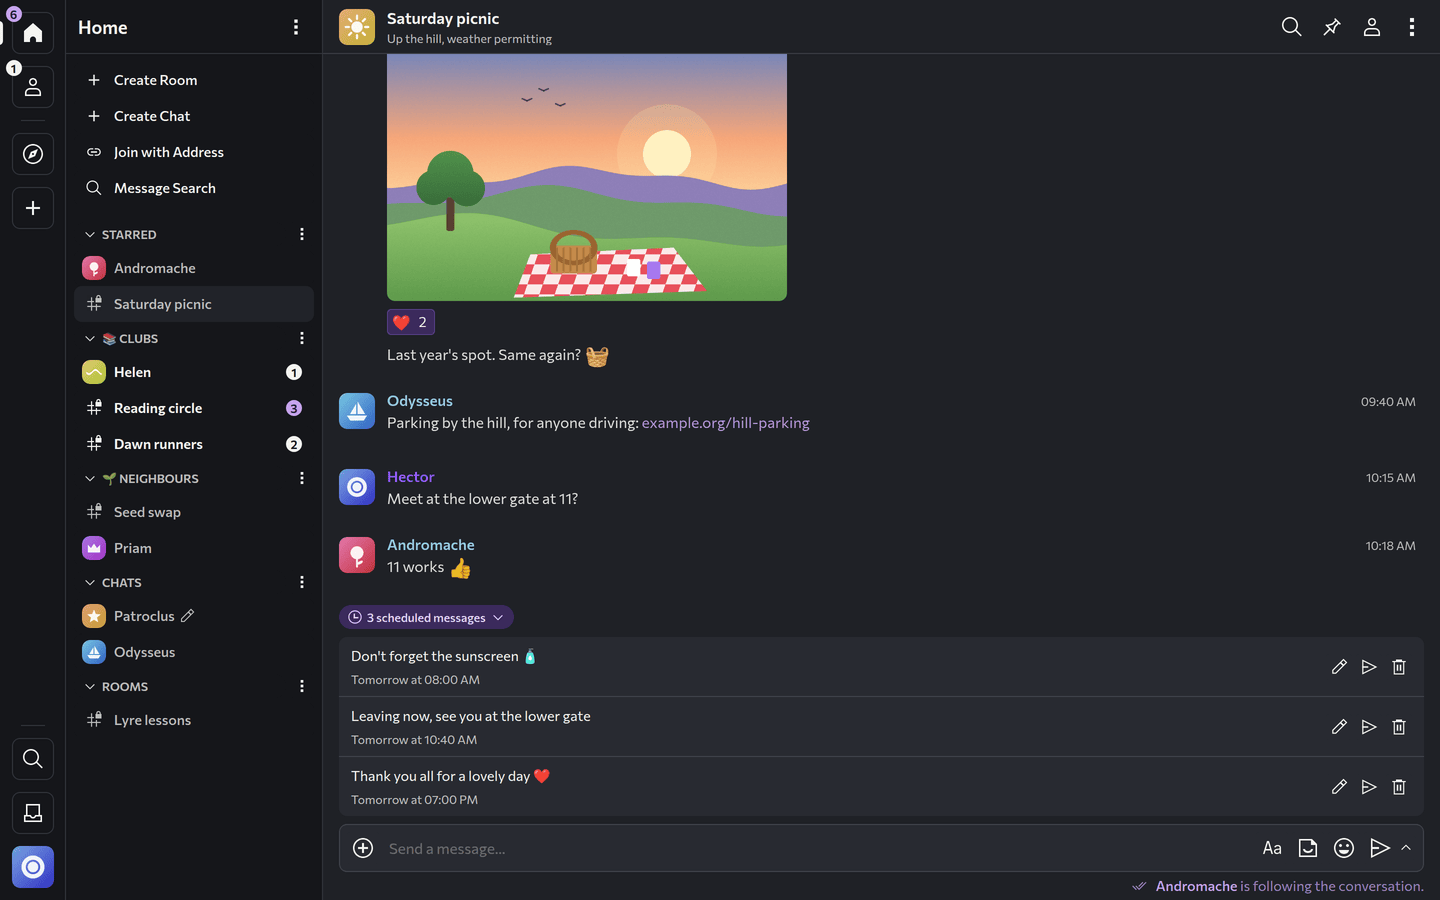 6
1
Home
Create Room
Create Chat
Join with Address
Message Search
STARRED
Andromache
Saturday picnic
📚 CLUBS
Helen
1
Reading circle
3
Dawn runners
2
🌱 NEIGHBOURS
Seed swap
Priam
CHATS
Patroclus
Odysseus
ROOMS
Lyre lessons
Saturday picnic
Up the hill, weather permitting
❤️ 2
Last year's spot. Same again? 🧺
Odysseus
09:40 AM
Parking by the hill, for anyone driving: example.org/hill-parking
Hector
10:15 AM
Meet at the lower gate at 11?
Andromache
10:18 AM
11 works 👍
3 scheduled messages
Don't forget the sunscreen 🧴
Tomorrow at 08:00 AM
Leaving now, see you at the lower gate
Tomorrow at 10:40 AM
Thank you all for a lovely day ❤️
Tomorrow at 07:00 PM
Send a message...
Aa
Andromache is following the conversation.